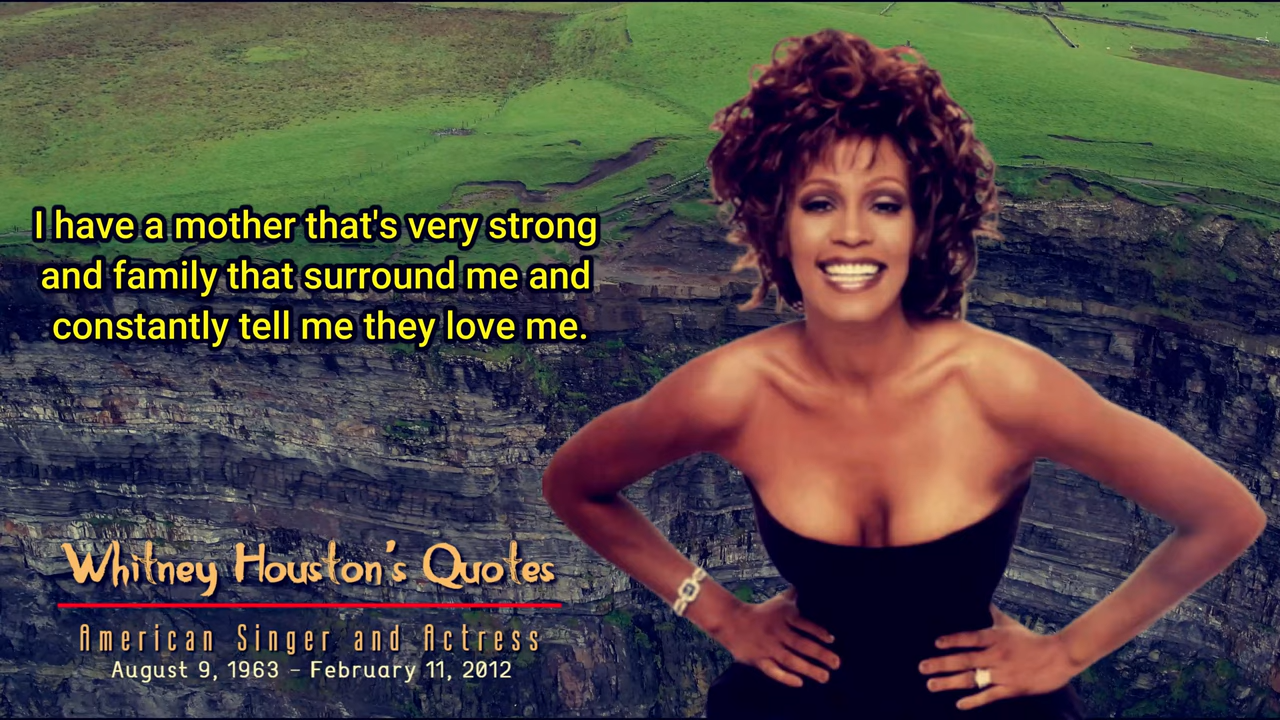 I have a mother that's very strong
and family that surround me and
constantly tell me they love me.
Whitney Houston's Quotes
American Singer and Actress
August 9, 1963 – February 11, 2012